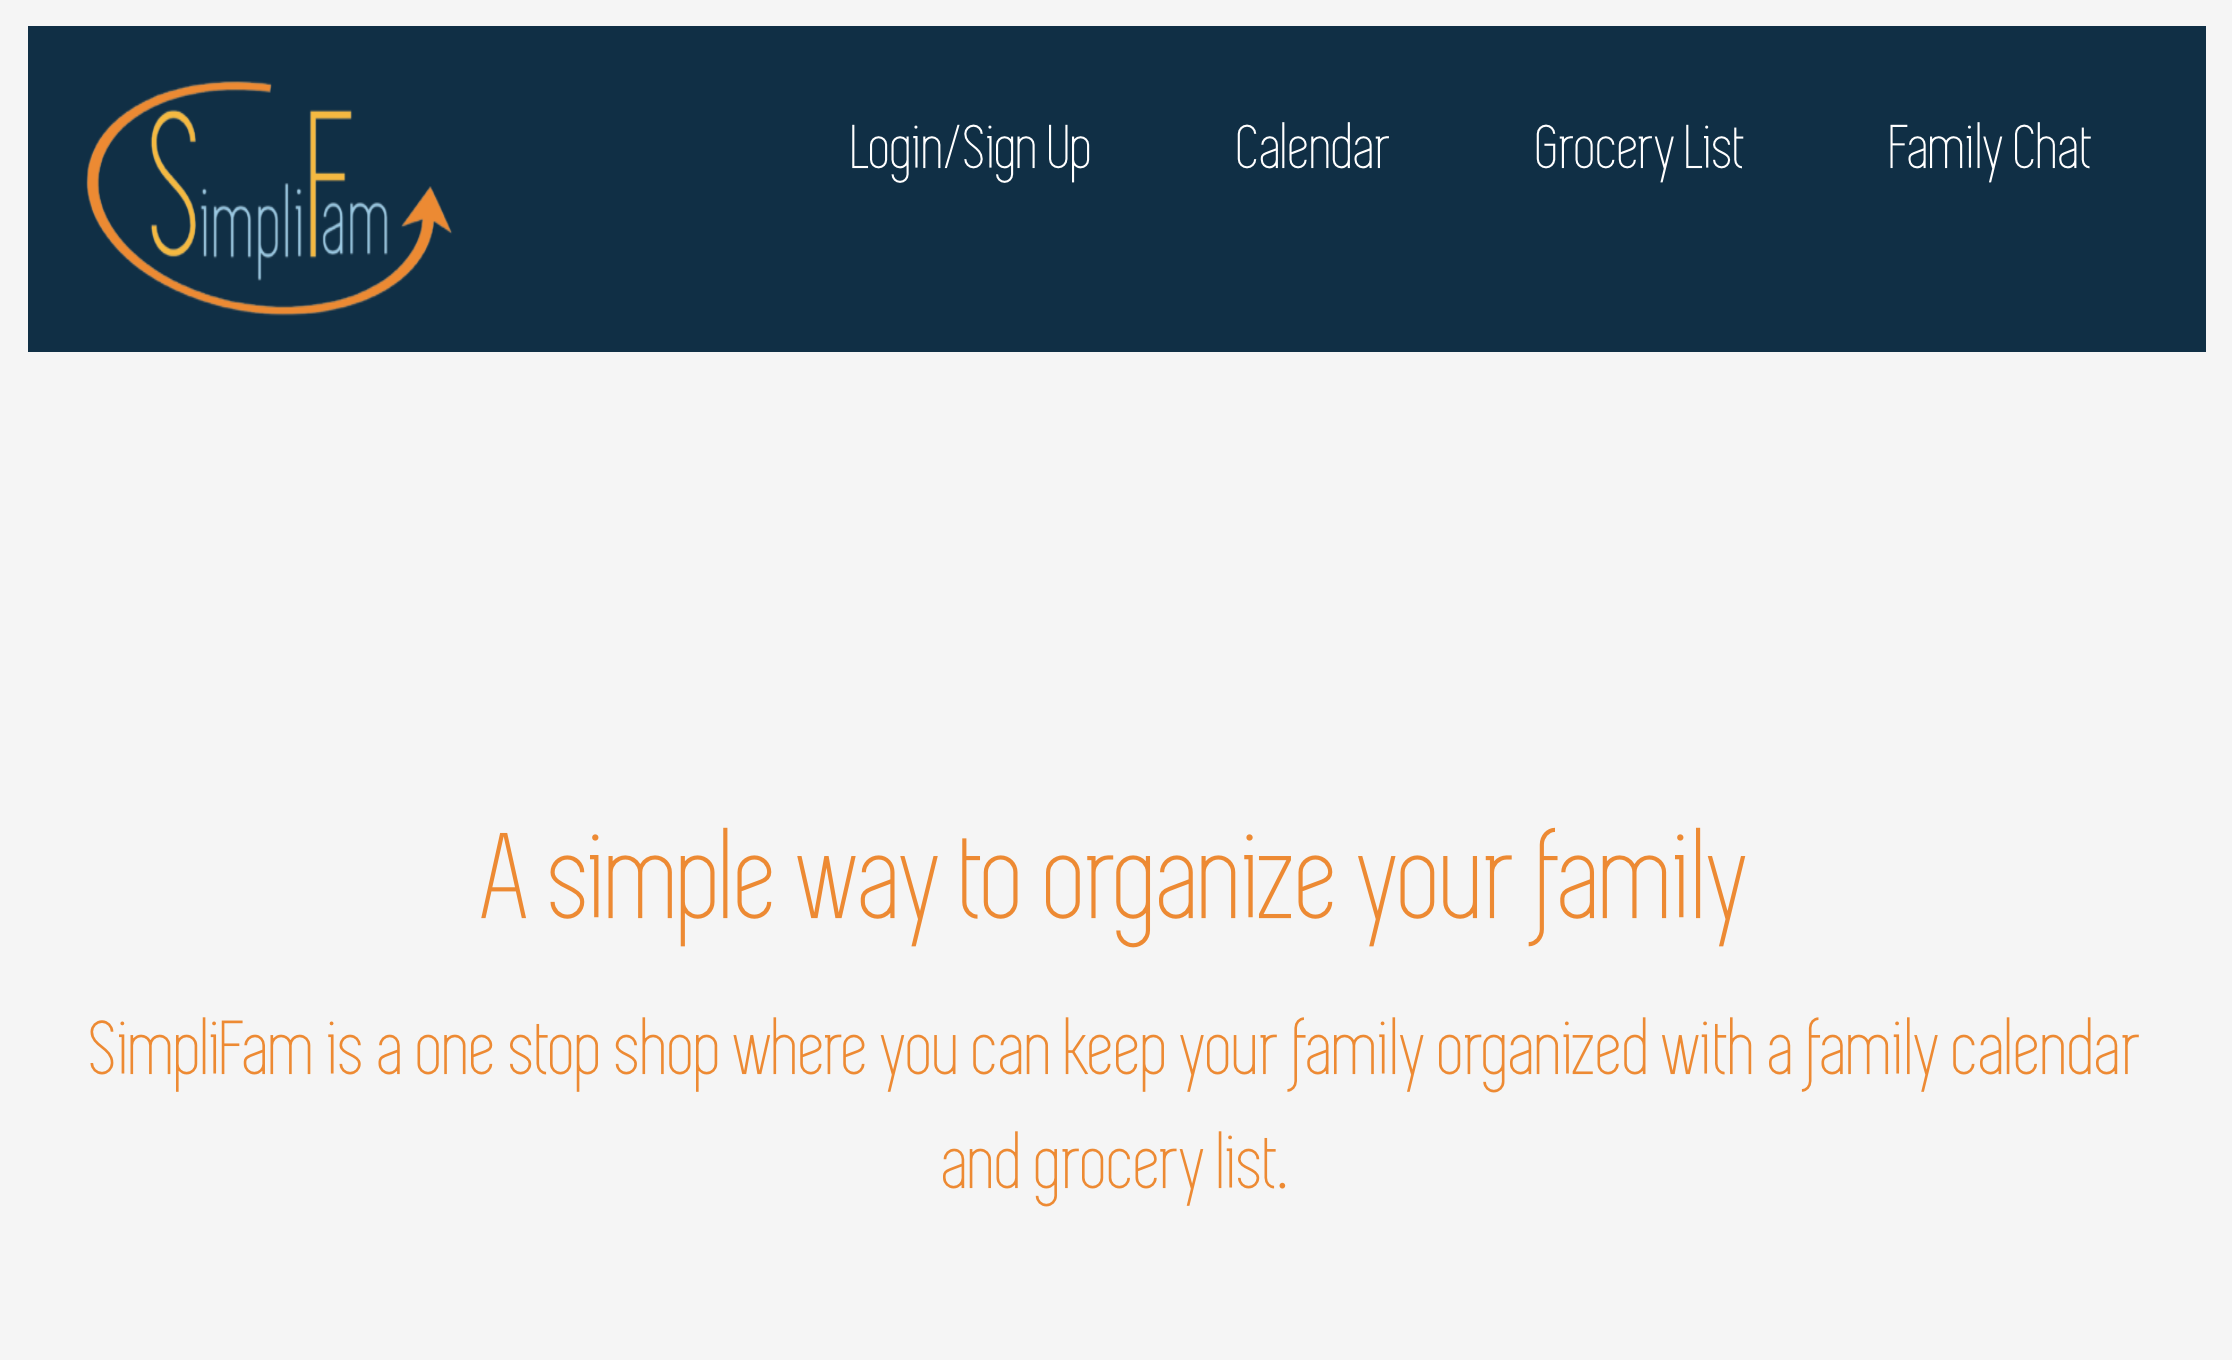 SimpliFam
Login/Sign Up
Calendar
Grocery List
Family Chat
A simple way to organize your family
SimpliFam is a one stop shop where you can keep your family organized with a family calendar
and grocery list.